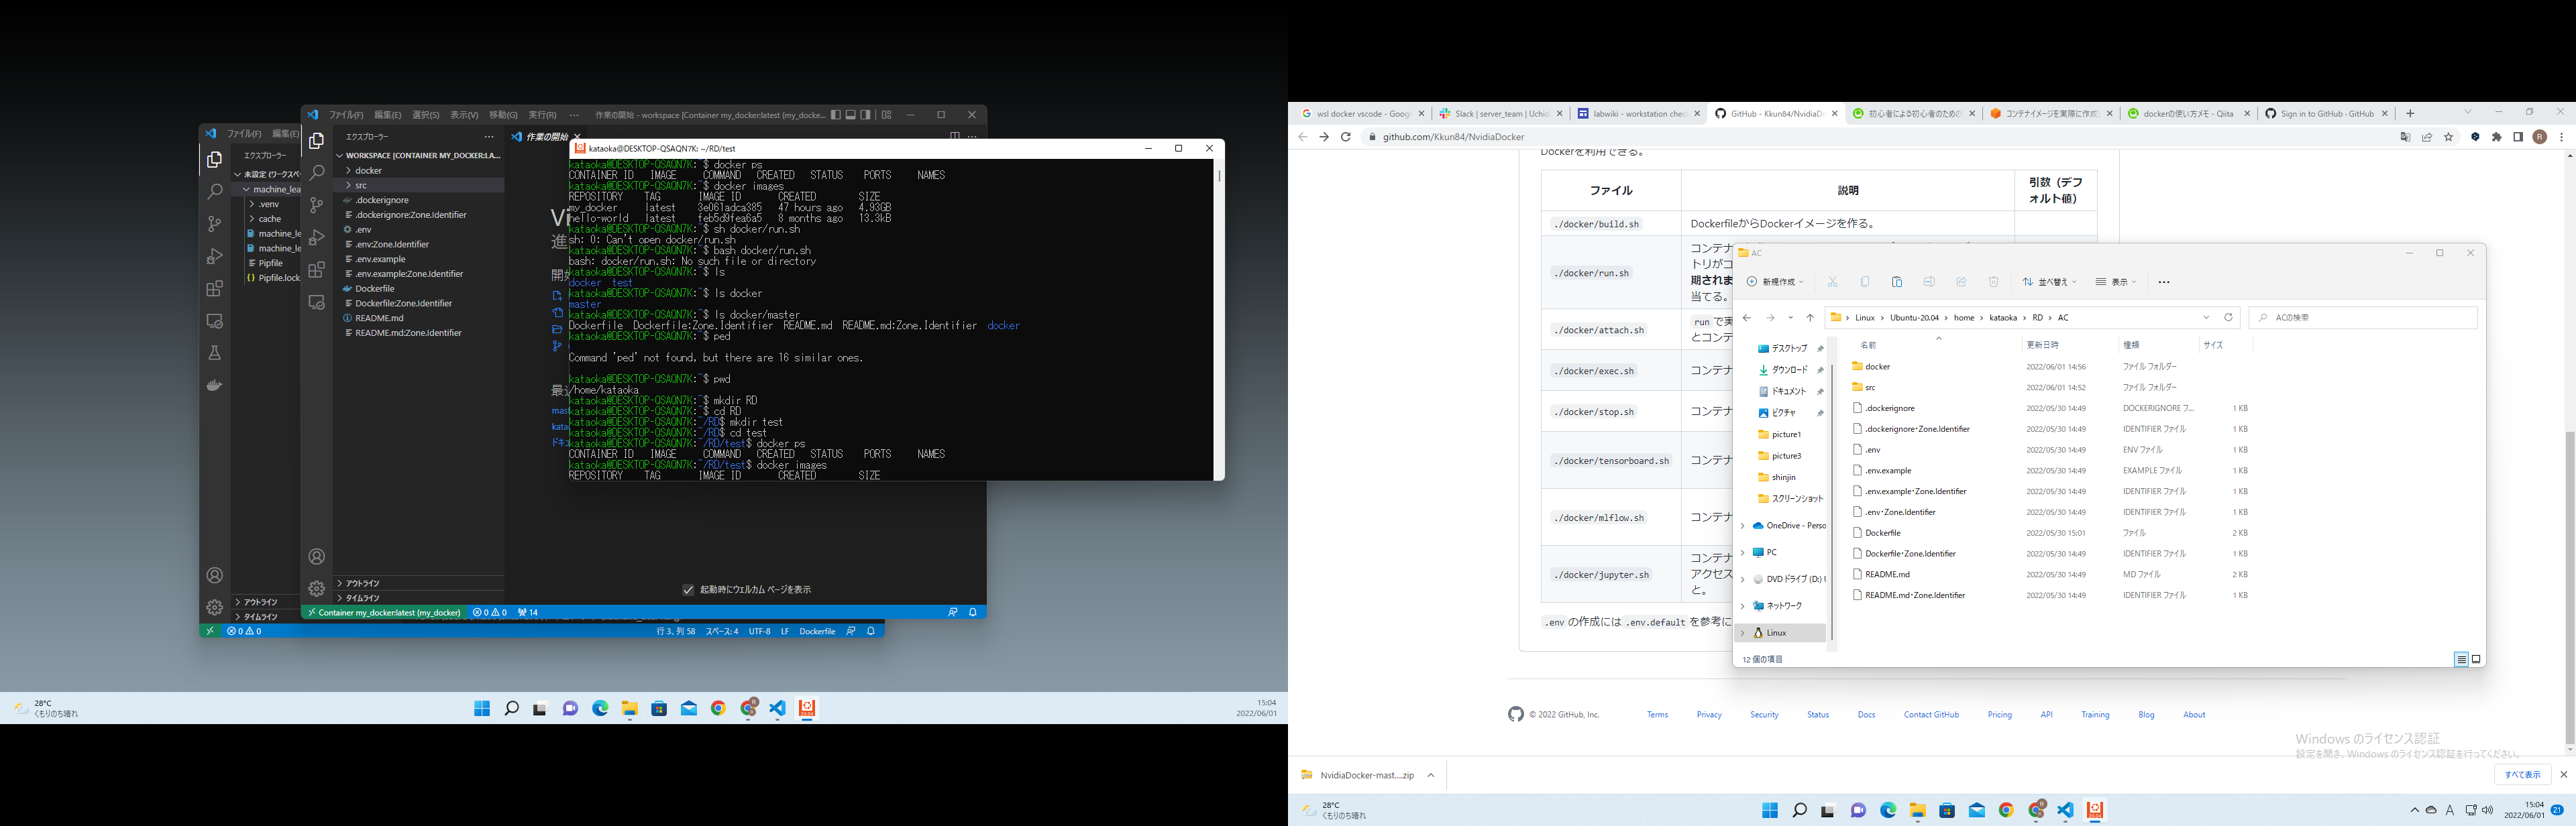 ファイル(F) 編集(E)
エクスプローラー
未設定 (ワークスペ
machine_lea
.venv
cache
machine_le
machine_le
Pipfile
Pipfile.lock
アウトライン
タイムライン
0 0
行 3、列 58 スペース: 4 UTF-8 LF Dockerfile
ファイル(F) 編集(E) 選択(S) 表示(V) 移動(G) 実行(R) ··· 作業の開始 - workspace [Container my_docker:latest (my_docke...
エクスプローラー
作業の開始
WORKSPACE [CONTAINER MY_DOCKER:LA...
docker
src
.dockerignore
.dockerignore:Zone.Identifier
.env
.env:Zone.Identifier
.env.example
.env.example:Zone.Identifier
Dockerfile
Dockerfile:Zone.Identifier
README.md
README.md:Zone.Identifier
アウトライン
タイムライン
進
開始
最近
mast
kata
ドキュ
起動時にウェルカム ページを表示
Container my_docker:latest (my_docker) 0 0 14
kataoka@DESKTOP-QSAQN7K: ~/RD/test
kataoka@DESKTOP-QSAQN7K:~$ docker ps
CONTAINER ID IMAGE COMMAND CREATED STATUS PORTS NAMES
kataoka@DESKTOP-QSAQN7K:~$ docker images
REPOSITORY TAG IMAGE ID CREATED SIZE
my_docker latest 3e061adca385 47 hours ago 4.93GB
hello-world latest feb5d9fea6a5 8 months ago 13.3kB
kataoka@DESKTOP-QSAQN7K:~$ sh docker/run.sh
sh: 0: Can't open docker/run.sh
kataoka@DESKTOP-QSAQN7K:~$ bash docker/run.sh
bash: docker/run.sh: No such file or directory
kataoka@DESKTOP-QSAQN7K:~$ ls
docker test
kataoka@DESKTOP-QSAQN7K:~$ ls docker
master
kataoka@DESKTOP-QSAQN7K:~$ ls docker/master
Dockerfile Dockerfile:Zone.Identifier README.md README.md:Zone.Identifier docker
kataoka@DESKTOP-QSAQN7K:~$ ped
Command 'ped' not found, but there are 16 similar ones.
kataoka@DESKTOP-QSAQN7K:~$ pwd
/home/kataoka
kataoka@DESKTOP-QSAQN7K:~$ mkdir RD
kataoka@DESKTOP-QSAQN7K:~$ cd RD
kataoka@DESKTOP-QSAQN7K:~/RD$ mkdir test
kataoka@DESKTOP-QSAQN7K:~/RD$ cd test
kataoka@DESKTOP-QSAQN7K:~/RD/test$ docker ps
CONTAINER ID IMAGE COMMAND CREATED STATUS PORTS NAMES
kataoka@DESKTOP-QSAQN7K:~/RD/test$ docker images
REPOSITORY TAG IMAGE ID CREATED SIZE
28°C
くもりのち晴れ
15:04
2022/06/01
wsl docker vscode - Googl
Slack | server_team | Uchid
labwiki - workstation check
GitHub - Kkun84/NvidiaD
初心者による初心者のための
コンテナイメージを実際に作成
dockerの使い方メモ - Qiita
Sign in to GitHub · GitHub
github.com/Kkun84/NvidiaDocker
Dockerを利用できる。
ファイル 説明 引数（デフォルト値）
./docker/build.sh DockerfileからDockerイメージを作る。
./docker/run.sh
コンテナ
トリがコ
期されま
当てる。
./docker/attach.sh
run で実
とコンテ
./docker/exec.sh コンテナ
./docker/stop.sh コンテナ
./docker/tensorboard.sh コンテナ
./docker/mlflow.sh コンテナ
./docker/jupyter.sh
コンテナ
アクセス
と。
.env の作成には .env.default を参考に
© 2022 GitHub, Inc. Terms Privacy Security Status Docs Contact GitHub Pricing API Training Blog About
AC
新規作成 並べ替え 表示 ···
Linux > Ubuntu-20.04 > home > kataoka > RD > AC
ACの検索
デスクトップ
ダウンロード
ドキュメント
ピクチャ
picture1
picture3
shinjin
スクリーンショット
OneDrive - Perso
PC
DVD ドライブ (D:) U
ネットワーク
Linux
名前 更新日時 種類 サイズ
docker 2022/06/01 14:56 ファイル フォルダー
src 2022/06/01 14:52 ファイル フォルダー
.dockerignore 2022/05/30 14:49 DOCKERIGNORE フ... 1 KB
.dockerignore・Zone.Identifier 2022/05/30 14:49 IDENTIFIER ファイル 1 KB
.env 2022/05/30 14:49 ENV ファイル 1 KB
.env.example 2022/05/30 14:49 EXAMPLE ファイル 1 KB
.env.example・Zone.Identifier 2022/05/30 14:49 IDENTIFIER ファイル 1 KB
.env・Zone.Identifier 2022/05/30 14:49 IDENTIFIER ファイル 1 KB
Dockerfile 2022/05/30 15:01 ファイル 2 KB
Dockerfile・Zone.Identifier 2022/05/30 14:49 IDENTIFIER ファイル 1 KB
README.md 2022/05/30 14:49 MD ファイル 2 KB
README.md・Zone.Identifier 2022/05/30 14:49 IDENTIFIER ファイル 1 KB
12 個の項目
Windows のライセンス認証
設定を開き、Windows のライセンス認証を行ってください。
NvidiaDocker-mast....zip
すべて表示
28°C
くもりのち晴れ
A
15:04
2022/06/01
21